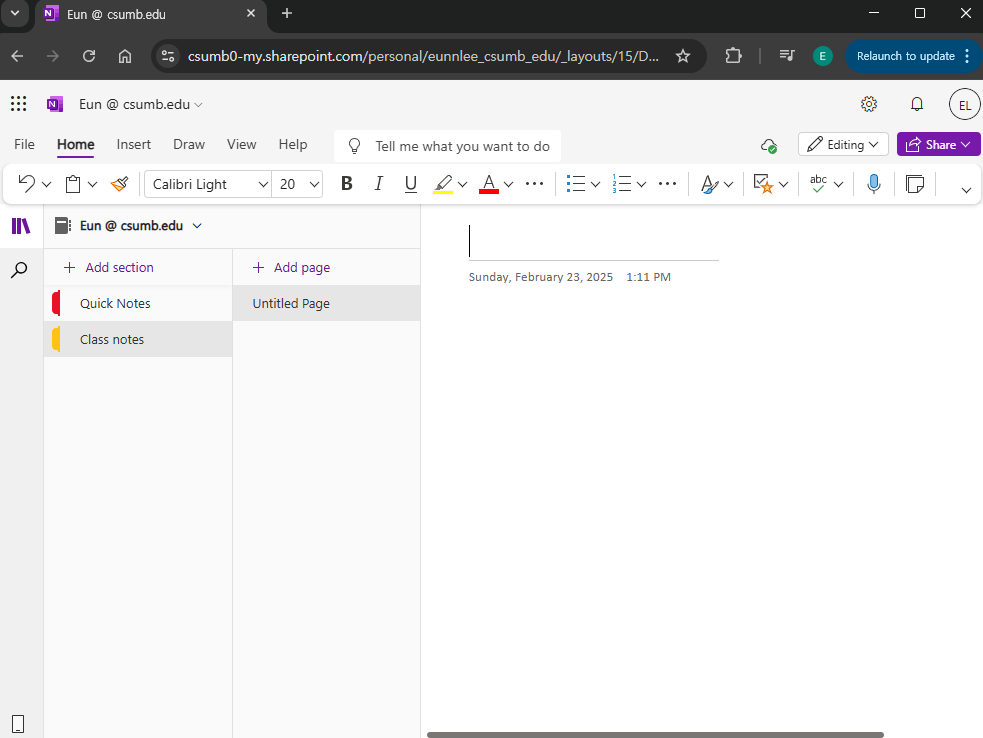 Eun @ csumb.edu
csumb0-my.sharepoint.com/personal/eunnlee_csumb_edu/_layouts/15/D...
E
Relaunch to update
Eun @ csumb.edu
EL
File Home Insert Draw View Help
Tell me what you want to do
Editing
Share
Calibri Light 20 B I U A abc
Eun @ csumb.edu
Add section
Add page
Quick Notes
Untitled Page
Class notes
Sunday, February 23, 2025 1:11 PM